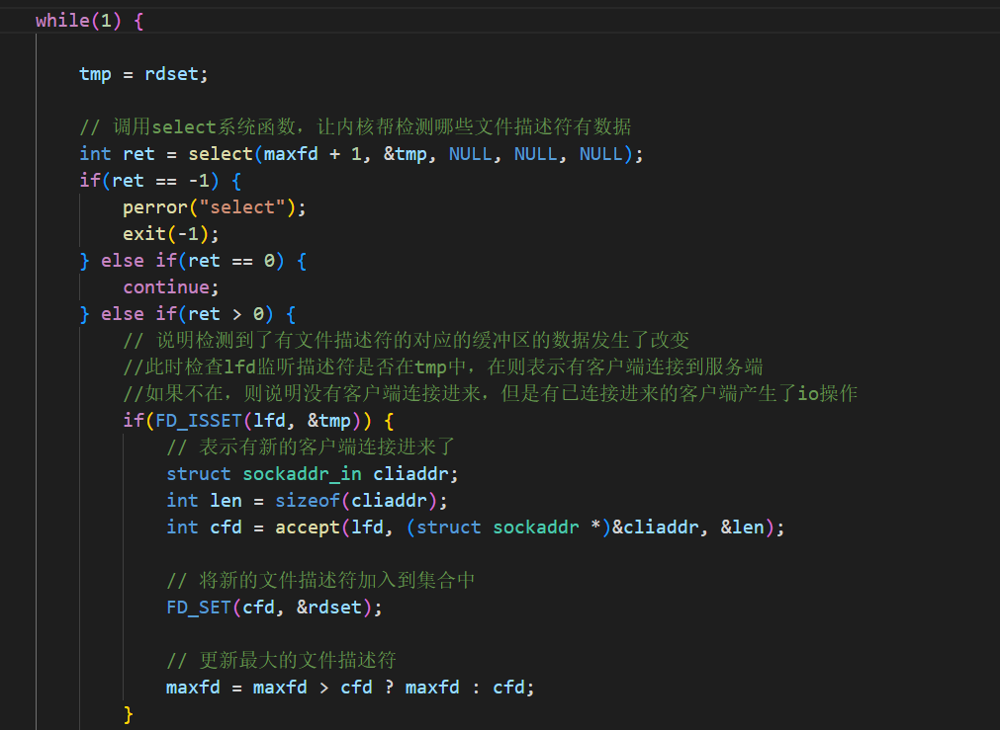 while(1) {
tmp = rdset;
// 调用select系统函数，让内核帮检测哪些文件描述符有数据
int ret = select(maxfd + 1, &tmp, NULL, NULL, NULL);
if(ret == -1) {
perror("select");
exit(-1);
} else if(ret == 0) {
continue;
} else if(ret > 0) {
// 说明检测到了有文件描述符的对应的缓冲区的数据发生了改变
//此时检查lfd监听描述符是否在tmp中，在则表示有客户端连接到服务端
//如果不在，则说明没有客户端连接进来，但是有已连接进来的客户端产生了io操作
if(FD_ISSET(lfd, &tmp)) {
// 表示有新的客户端连接进来了
struct sockaddr_in cliaddr;
int len = sizeof(cliaddr);
int cfd = accept(lfd, (struct sockaddr *)&cliaddr, &len);
// 将新的文件描述符加入到集合中
FD_SET(cfd, &rdset);
// 更新最大的文件描述符
maxfd = maxfd > cfd ? maxfd : cfd;
}